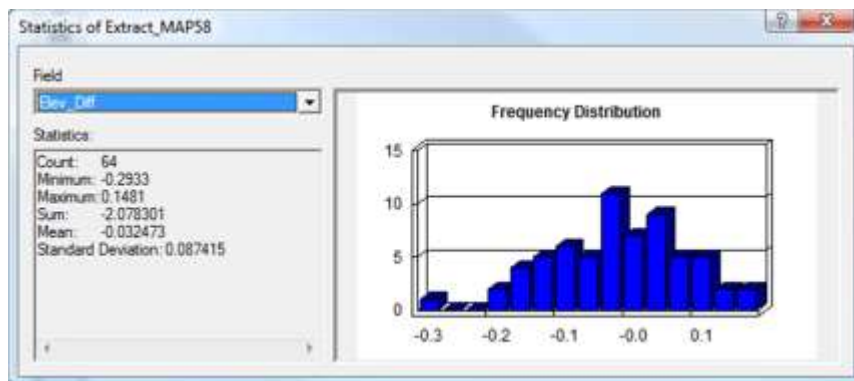 Statistics of Extract_MAP58
Field
Elev_Diff
Statistics:
Count: 64
Minimum: -0.2933
Maximum: 0.1481
Sum: -2.078301
Mean: -0.032473
Standard Deviation: 0.087415
Frequency Distribution
15
10
5
0
-0.3 -0.2 -0.1 -0.0 0.1